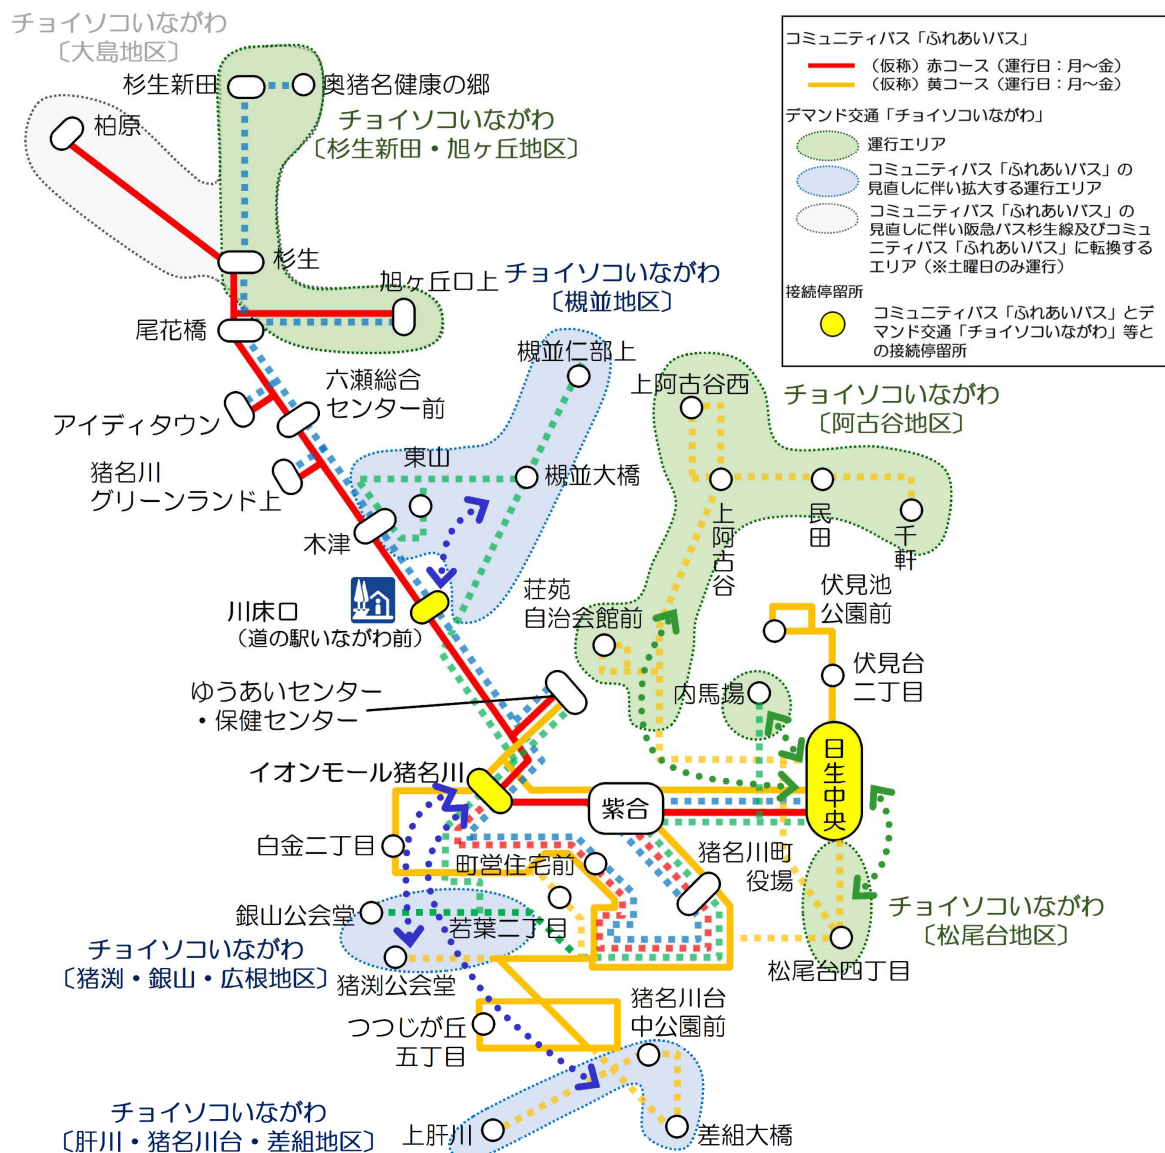 チョイソコいながわ
〔大島地区〕
杉生新田
奥猪名健康の郷
チョイソコいながわ
〔杉生新田・旭ヶ丘地区〕
柏原
杉生
旭ヶ丘口上
尾花橋
チョイソコいながわ
〔槻並地区〕
槻並仁部上
六瀬総合
センター前
アイディタウン
猪名川
グリーンランド上
東山
槻並大橋
木津
川床口
（道の駅いながわ前）
上阿古谷西
チョイソコいながわ
〔阿古谷地区〕
上阿古谷
民田
千軒
荘苑
自治会館前
伏見池
公園前
伏見台
二丁目
内馬場
ゆうあいセンター
・保健センター
イオンモール猪名川
紫合
日生中央
白金二丁目
町営住宅前
猪名川町
役場
銀山公会堂
若葉二丁目
チョイソコいながわ
〔猪渕・銀山・広根地区〕
猪渕公会堂
チョイソコいながわ
〔松尾台地区〕
松尾台四丁目
つつじが丘
五丁目
猪名川台
中公園前
チョイソコいながわ
〔肝川・猪名川台・差組地区〕
上肝川
差組大橋
コミュニティバス「ふれあいバス」
（仮称）赤コース（運行日：月～金）
（仮称）黄コース（運行日：月～金）
デマンド交通「チョイソコいながわ」
運行エリア
コミュニティバス「ふれあいバス」の
見直しに伴い拡大する運行エリア
コミュニティバス「ふれあいバス」の
見直しに伴い阪急バス杉生線及びコミュ
ニティバス「ふれあいバス」に転換する
エリア（※土曜日のみ運行）
接続停留所
コミュニティバス「ふれあいバス」とデ
マンド交通「チョイソコいながわ」等と
の接続停留所